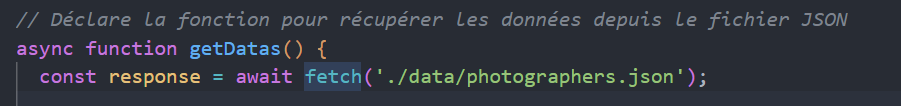 // Déclare la fonction pour récupérer les données depuis le fichier JSON
async function getDatas() {
const response = await fetch('./data/photographers.json');